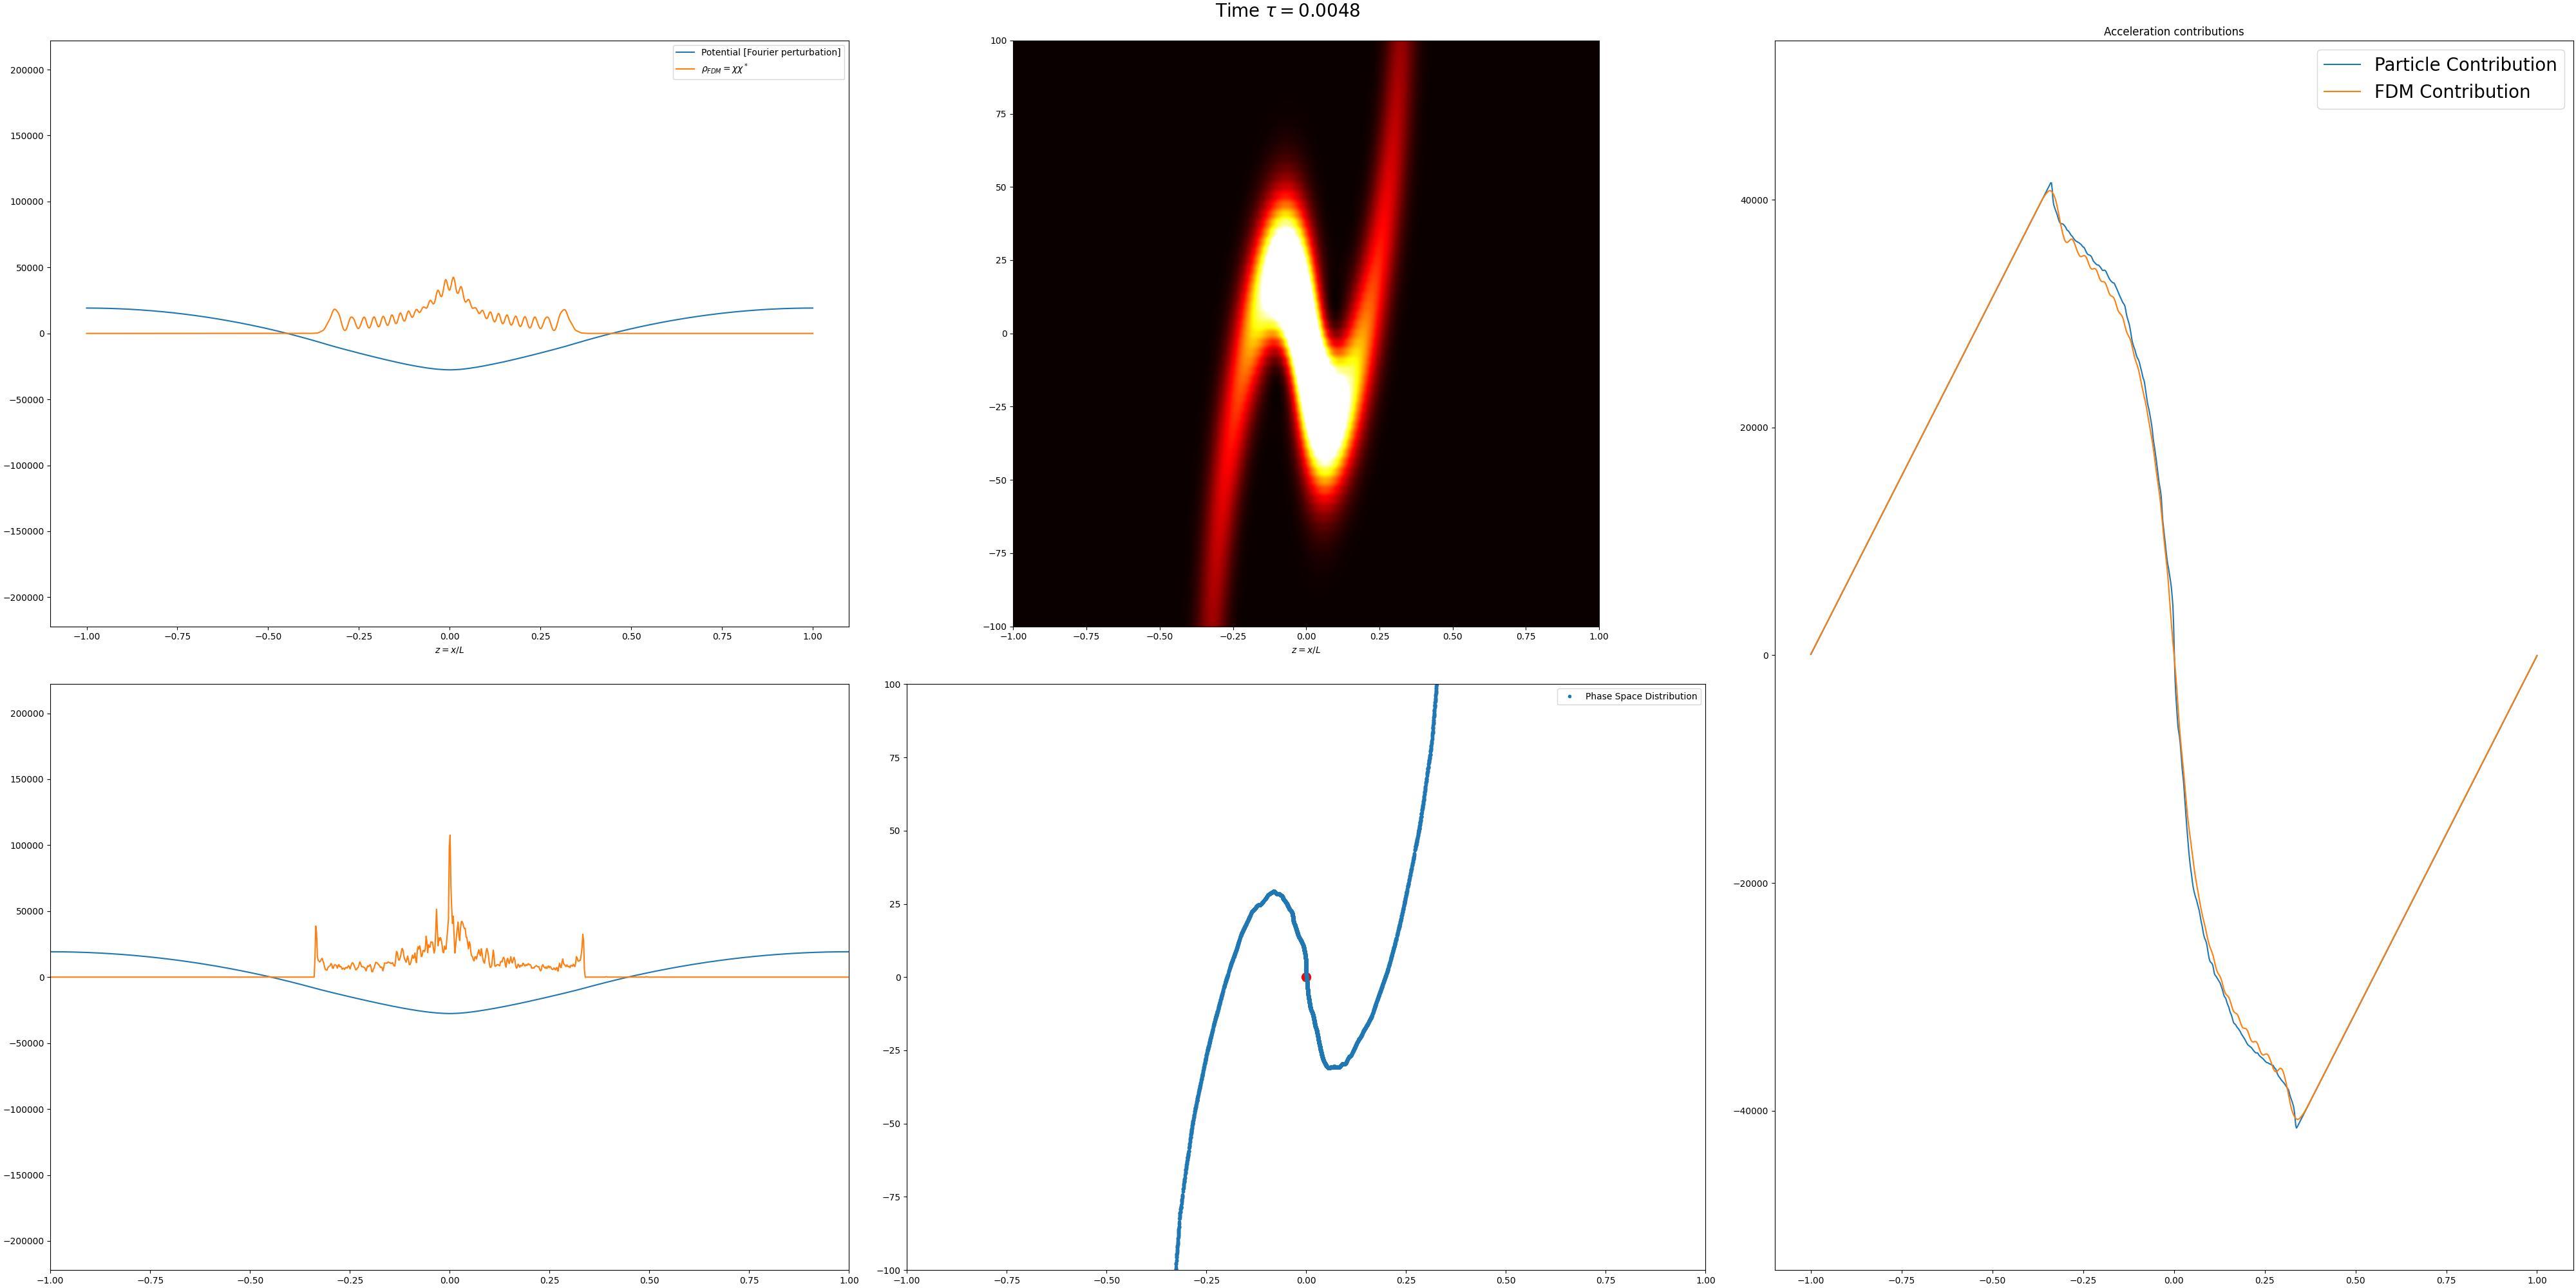 Time τ = 0.0048
Potential [Fourier perturbation]
ρ_FDM = χχ*
200000
150000
100000
50000
0
−50000
−100000
−150000
−200000
−1.00 −0.75 −0.50 −0.25 0.00 0.25 0.50 0.75 1.00
z = x/L
100
75
50
25
0
−25
−50
−75
−100
−1.00 −0.75 −0.50 −0.25 0.00 0.25 0.50 0.75 1.00
z = x/L
Acceleration contributions
Particle Contribution
FDM Contribution
40000
20000
0
−20000
−40000
−1.00 −0.75 −0.50 −0.25 0.00 0.25 0.50 0.75 1.00
200000
150000
100000
50000
0
−50000
−100000
−150000
−200000
−1.00 −0.75 −0.50 −0.25 0.00 0.25 0.50 0.75 1.00
Phase Space Distribution
100
75
50
25
0
−25
−50
−75
−100
−1.00 −0.75 −0.50 −0.25 0.00 0.25 0.50 0.75 1.00